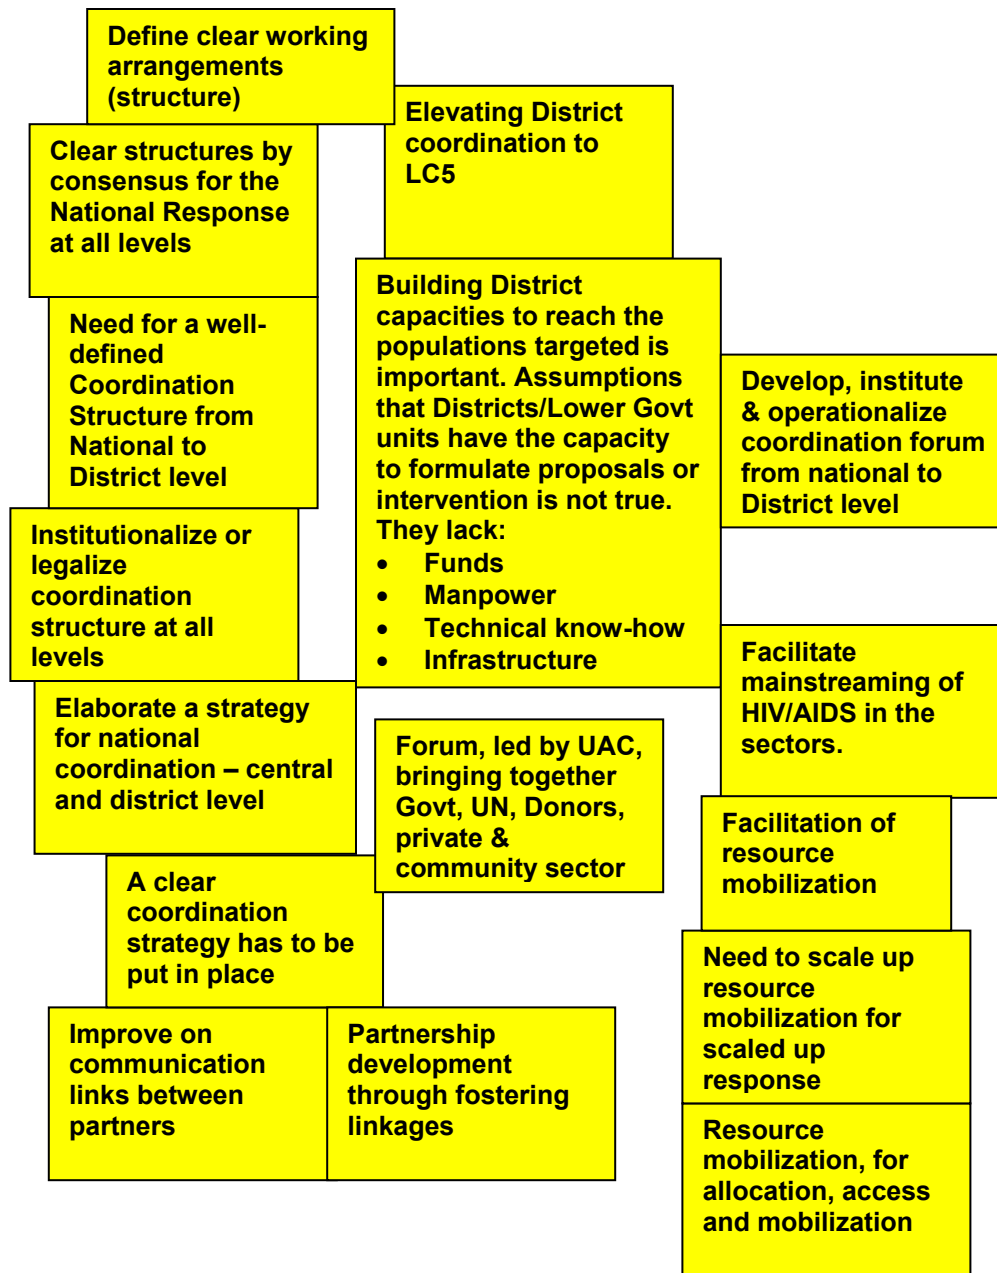 Define clear working
arrangements
(structure)
Clear structures by
consensus for the
National Response
at all levels
Need for a well-
defined
Coordination
Structure from
National to
District level
Institutionalize or
legalize
coordination
structure at all
levels
Elaborate a strategy
for national
coordination – central
and district level
A clear
coordination
strategy has to be
put in place
Improve on
communication
links between
partners
Partnership
development
through fostering
linkages
Elevating District
coordination to
LC5
Building District
capacities to reach the
populations targeted is
important. Assumptions
that Districts/Lower Govt
units have the capacity
to formulate proposals or
intervention is not true.
They lack:
• Funds
• Manpower
• Technical know-how
• Infrastructure
Forum, led by UAC,
bringing together
Govt, UN, Donors,
private &
community sector
Develop, institute
& operationalize
coordination forum
from national to
District level
Facilitate
mainstreaming of
HIV/AIDS in the
sectors.
Facilitation of
resource
mobilization
Need to scale up
resource
mobilization for
scaled up
response
Resource
mobilization, for
allocation, access
and mobilization